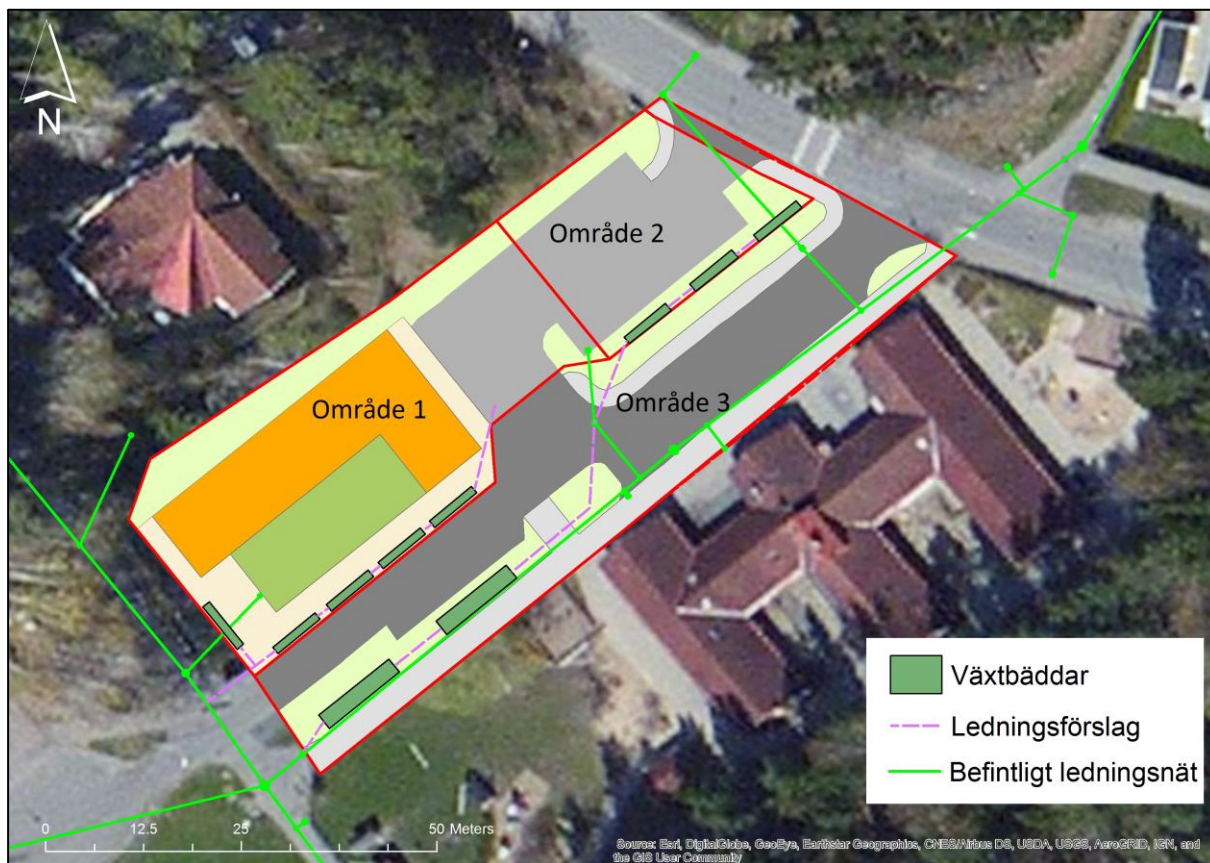 N
Område 2
Område 1
Område 3
Växtbäddar
Ledningsförslag
Befintligt ledningsnät
0 12.5 25 50 Meters
Source: Esri, DigitalGlobe, GeoEye, Earthstar Geographics, CNES/Airbus DS, USDA, USGS, AeroGRID, IGN, and
the GIS User Community